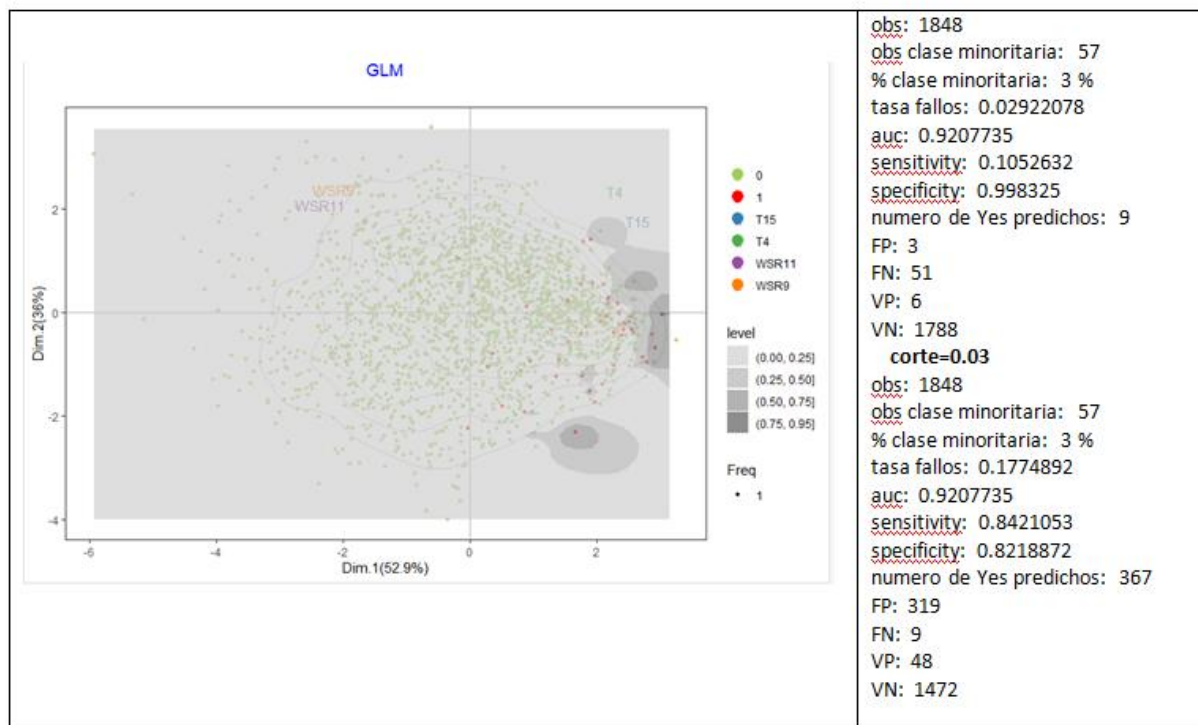 GLM
WSR9
WSR11
T4
T15
2
0
-2
-4
-6
-4
-2
0
2
Dim.2(36%)
Dim.1(52.9%)
0
1
T15
T4
WSR11
WSR9
level
(0.00, 0.25]
(0.25, 0.50]
(0.50, 0.75]
(0.75, 0.95]
Freq
1
obs: 1848
obs clase minoritaria: 57
% clase minoritaria: 3 %
tasa fallos: 0.02922078
auc: 0.9207735
sensitivity: 0.1052632
specificity: 0.998325
numero de Yes predichos: 9
FP: 3
FN: 51
VP: 6
VN: 1788
corte=0.03
obs: 1848
obs clase minoritaria: 57
% clase minoritaria: 3 %
tasa fallos: 0.1774892
auc: 0.9207735
sensitivity: 0.8421053
specificity: 0.8218872
numero de Yes predichos: 367
FP: 319
FN: 9
VP: 48
VN: 1472